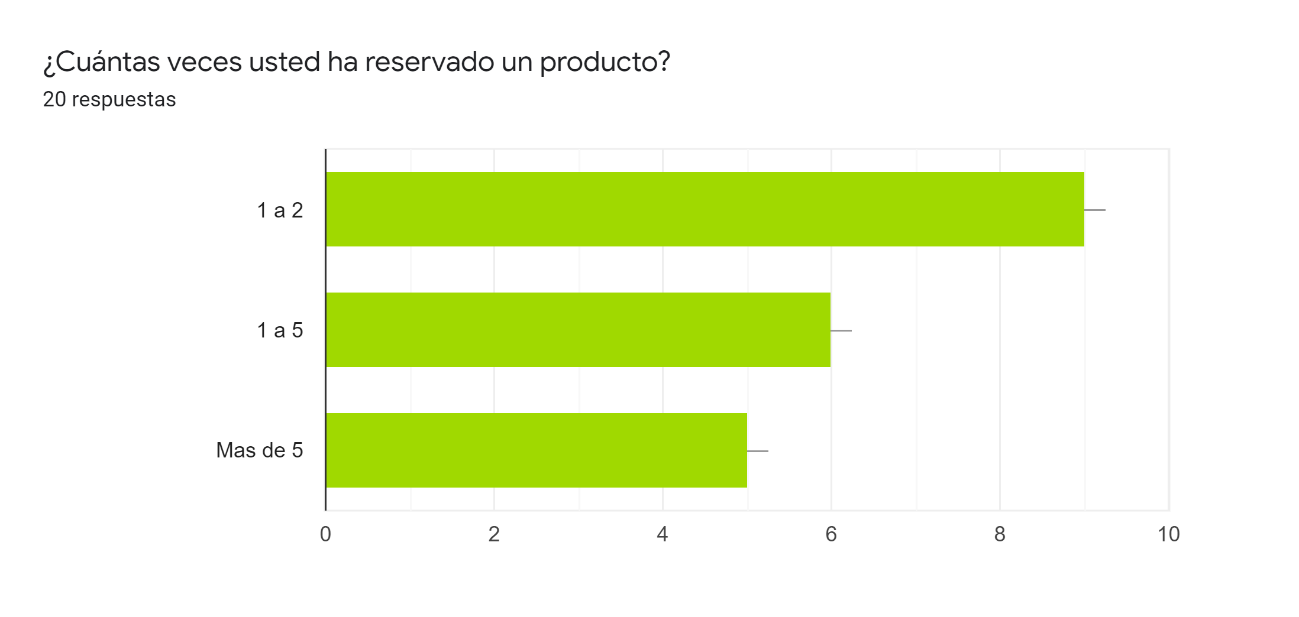 ¿Cuántas veces usted ha reservado un producto?
20 respuestas
1 a 2
1 a 5
Mas de 5
0 2 4 6 8 10